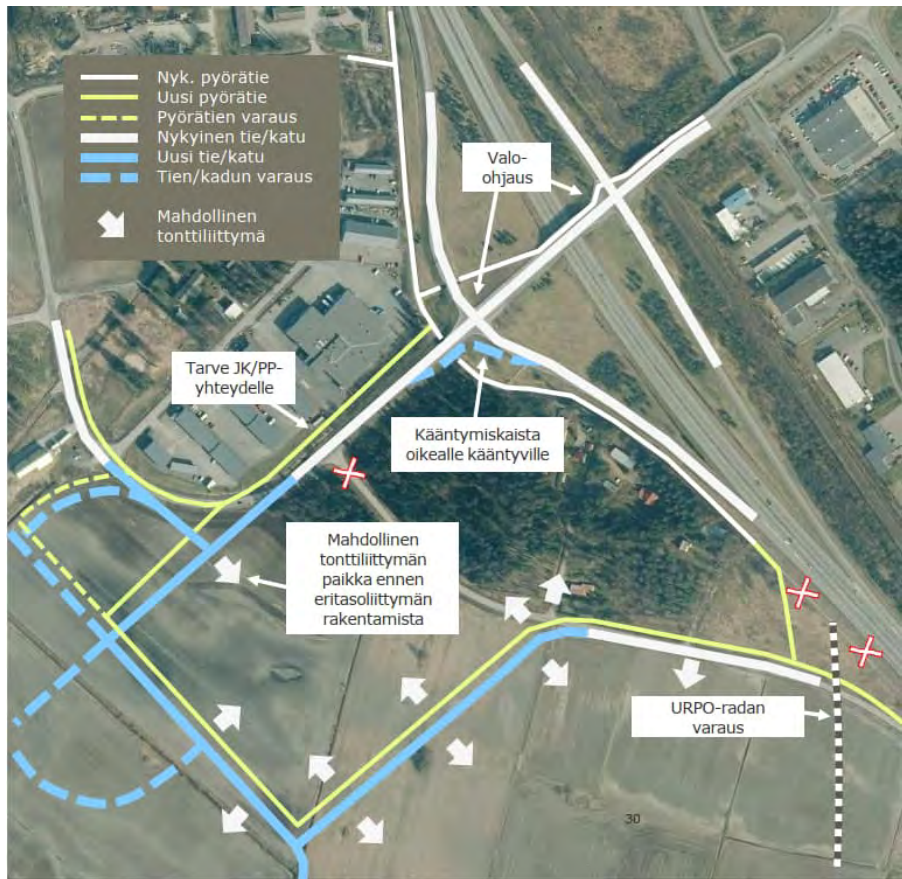 Nyk. pyörätie
Uusi pyörätie
Pyörätien varaus
Nykyinen tie/katu
Uusi tie/katu
Tien/kadun varaus
Mahdollinen
tonttiliittymä
Valo-
ohjaus
Tarve JK/PP-
yhteydelle
Kääntymiskaista
oikealle kääntyville
Mahdollinen
tonttiliittymän
paikka ennen
eritasoliittymän
rakentamista
URPO-radan
varaus
30